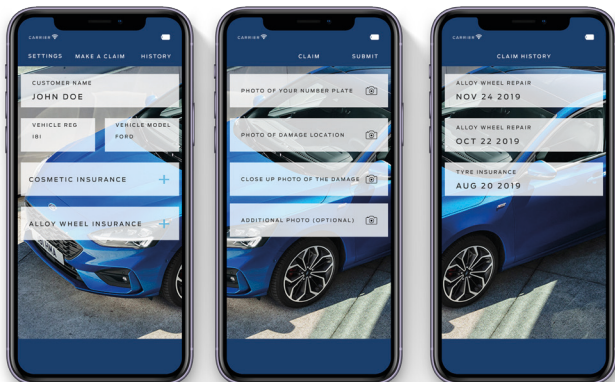 CARRIER
SETTINGS MAKE A CLAIM HISTORY
CUSTOMER NAME
JOHN DOE
VEHICLE REG
IBI
VEHICLE MODEL
FORD
COSMETIC INSURANCE +
ALLOY WHEEL INSURANCE +
CARRIER
CLAIM SUBMIT
PHOTO OF YOUR NUMBER PLATE
PHOTO OF DAMAGE LOCATION
CLOSE UP PHOTO OF THE DAMAGE
ADDITIONAL PHOTO (OPTIONAL)
CARRIER
CLAIM HISTORY
ALLOY WHEEL REPAIR
NOV 24 2019
ALLOY WHEEL REPAIR
OCT 22 2019
TYRE INSURANCE
AUG 20 2019